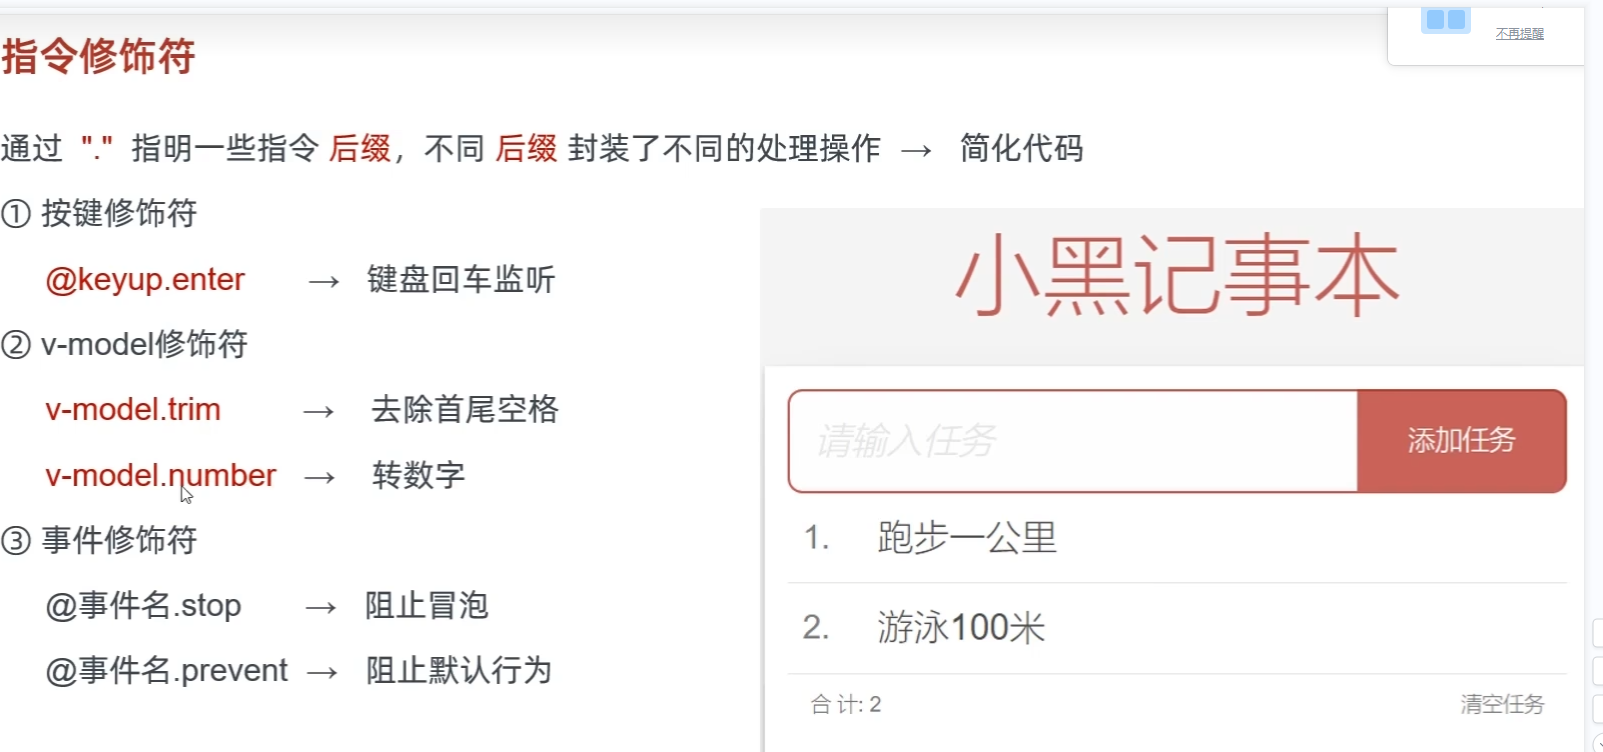 不再提醒
指令修饰符
通过 "." 指明一些指令 后缀，不同 后缀 封装了不同的处理操作 → 简化代码
① 按键修饰符
@keyup.enter → 键盘回车监听
② v-model修饰符
v-model.trim → 去除首尾空格
v-model.number → 转数字
③ 事件修饰符
@事件名.stop → 阻止冒泡
@事件名.prevent → 阻止默认行为
小黑记事本
请输入任务
添加任务
1. 跑步一公里
2. 游泳100米
合 计: 2
清空任务